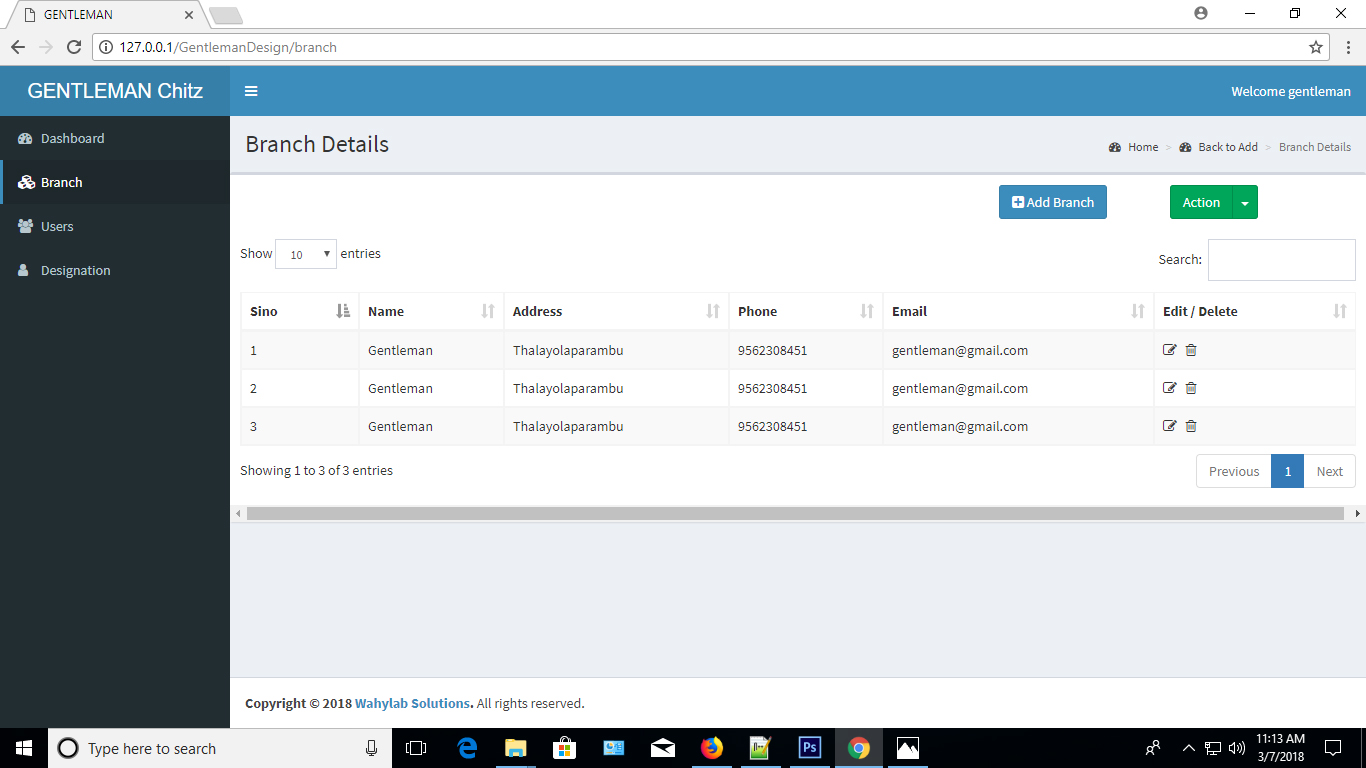 GENTLEMAN
127.0.0.1/GentlemanDesign/branch
GENTLEMAN Chitz
Welcome gentleman
Dashboard
Branch
Users
Designation
Branch Details
Home > Back to Add > Branch Details
Add Branch
Action
Show 10 entries
Search:
Sino Name Address Phone Email Edit / Delete
1 Gentleman Thalayolaparambu 9562308451 gentleman@gmail.com
2 Gentleman Thalayolaparambu 9562308451 gentleman@gmail.com
3 Gentleman Thalayolaparambu 9562308451 gentleman@gmail.com
Showing 1 to 3 of 3 entries
Previous 1 Next
Copyright © 2018 Wahylab Solutions. All rights reserved.
Type here to search
Ps
11:13 AM
3/7/2018